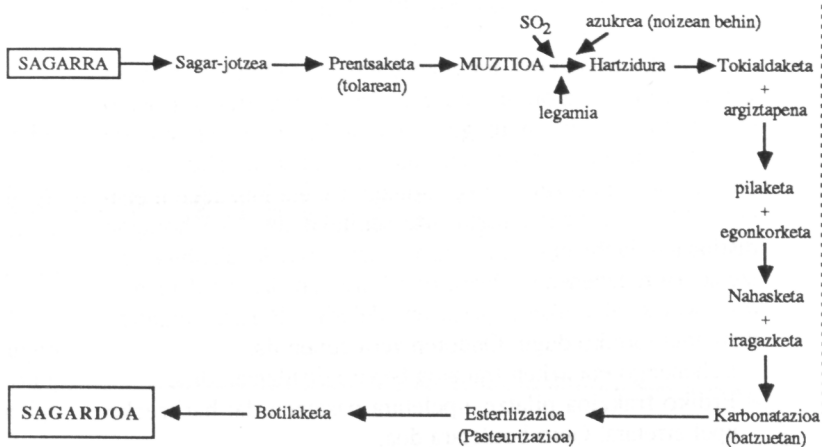 SO₂
azukrea (noizean behin)
SAGARRA
Sagar-jotzea
Prentsaketa
(tolarean)
MUZTIOA
Hartzidura
Tokialdaketa
+
argiztapena
legamia
pilaketa
+
egonkorketa
Nahasketa
+
iragazketa
Karbonatazioa
(batzuetan)
Esterilizazioa
(Pasteurizazioa)
Botilaketa
SAGARDOA